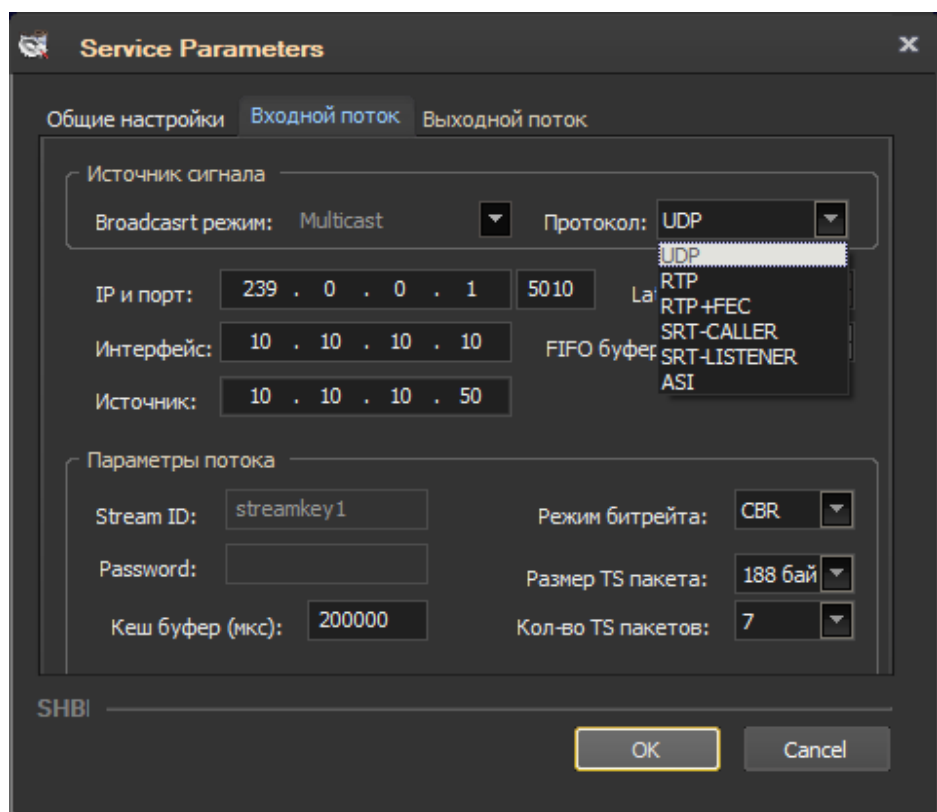 Service Parameters
Общие настройки Входной поток Выходной поток
Источник сигнала
Broadcasrt режим: Multicast Протокол: UDP
UDP
RTP
RTP+FEC
SRT-CALLER
SRT-LISTENER
ASI
IP и порт: 239 . 0 . 0 . 1 5010
Интерфейс: 10 . 10 . 10 . 10 FIFO буфер
Источник: 10 . 10 . 10 . 50
Параметры потока
Stream ID: streamkey1 Режим битрейта: CBR
Password: Размер TS пакета: 188 бай
Кеш буфер (мкс): 200000 Кол-во TS пакетов: 7
OK Cancel